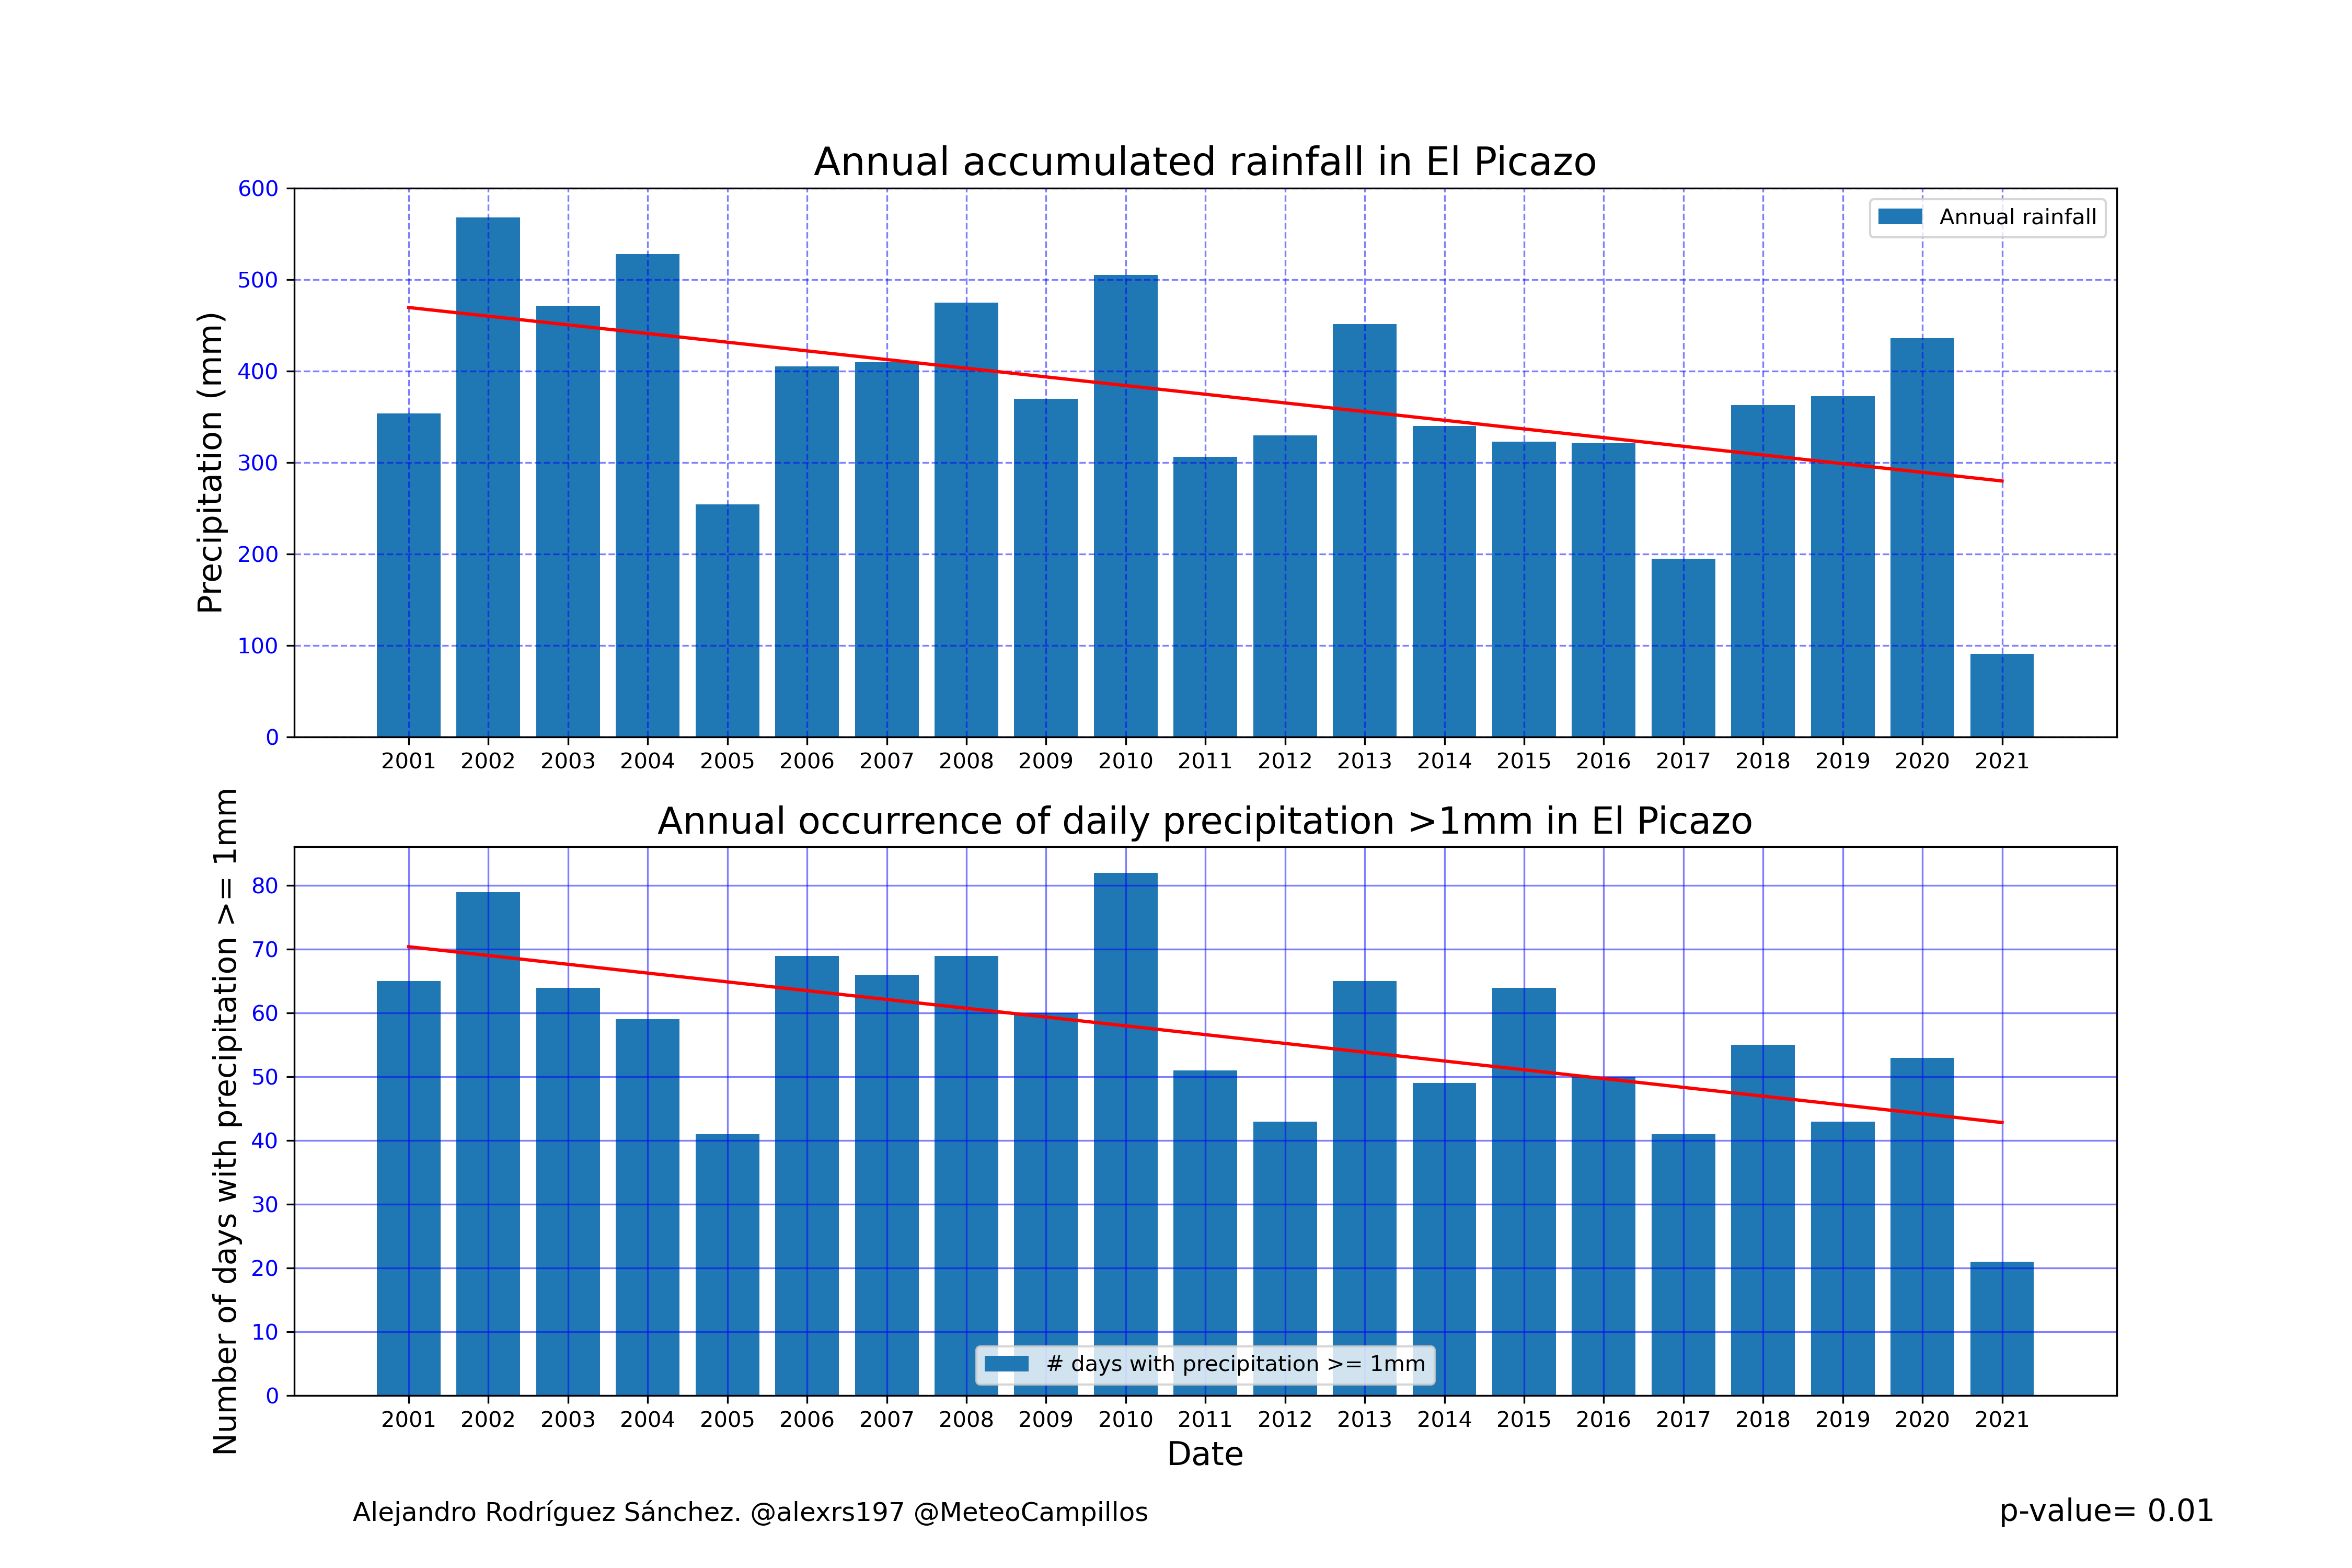 Annual accumulated rainfall in El Picazo
Precipitation (mm)
600
500
400
300
200
100
0
Annual rainfall
2001 2002 2003 2004 2005 2006 2007 2008 2009 2010 2011 2012 2013 2014 2015 2016 2017 2018 2019 2020 2021
Annual occurrence of daily precipitation >1mm in El Picazo
Number of days with precipitation >= 1mm
80
70
60
50
40
30
20
10
0
# days with precipitation >= 1mm
2001 2002 2003 2004 2005 2006 2007 2008 2009 2010 2011 2012 2013 2014 2015 2016 2017 2018 2019 2020 2021
Date
Alejandro Rodríguez Sánchez. @alexrs197 @MeteoCampillos
p-value= 0.01